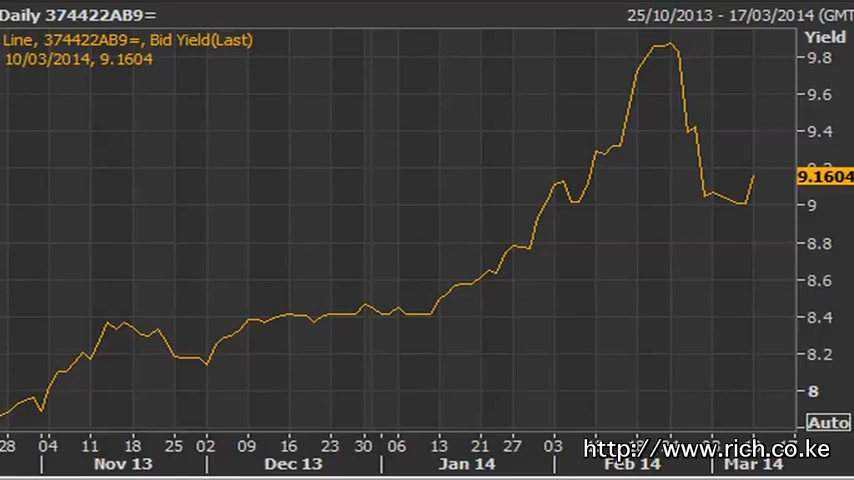 Daily 374422AB9=
25/10/2013 - 17/03/2014 (GMT
Line, 374422AB9=, Bid Yield(Last)
10/03/2014, 9.1604
Yield
9.8
9.6
9.4
9.2
9.1604
9
8.8
8.6
8.4
8.2
8
Auto
28 04 11 18 25 02 09 16 23 30 06 13 21 27 03
http://www.rich.co.ke
Nov 13 Dec 13 Jan 14 Feb 14 Mar 14